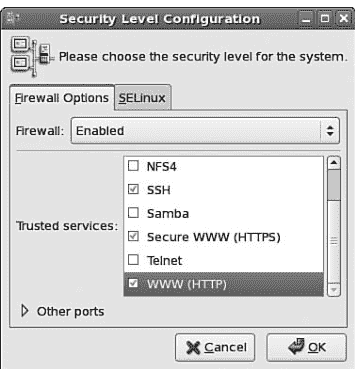 Security Level Configuration
Please choose the security level for the system.
Firewall Options
SELinux
Firewall: Enabled
Trusted services:
NFS4
SSH
Samba
Secure WWW (HTTPS)
Telnet
WWW (HTTP)
Other ports
Cancel
OK